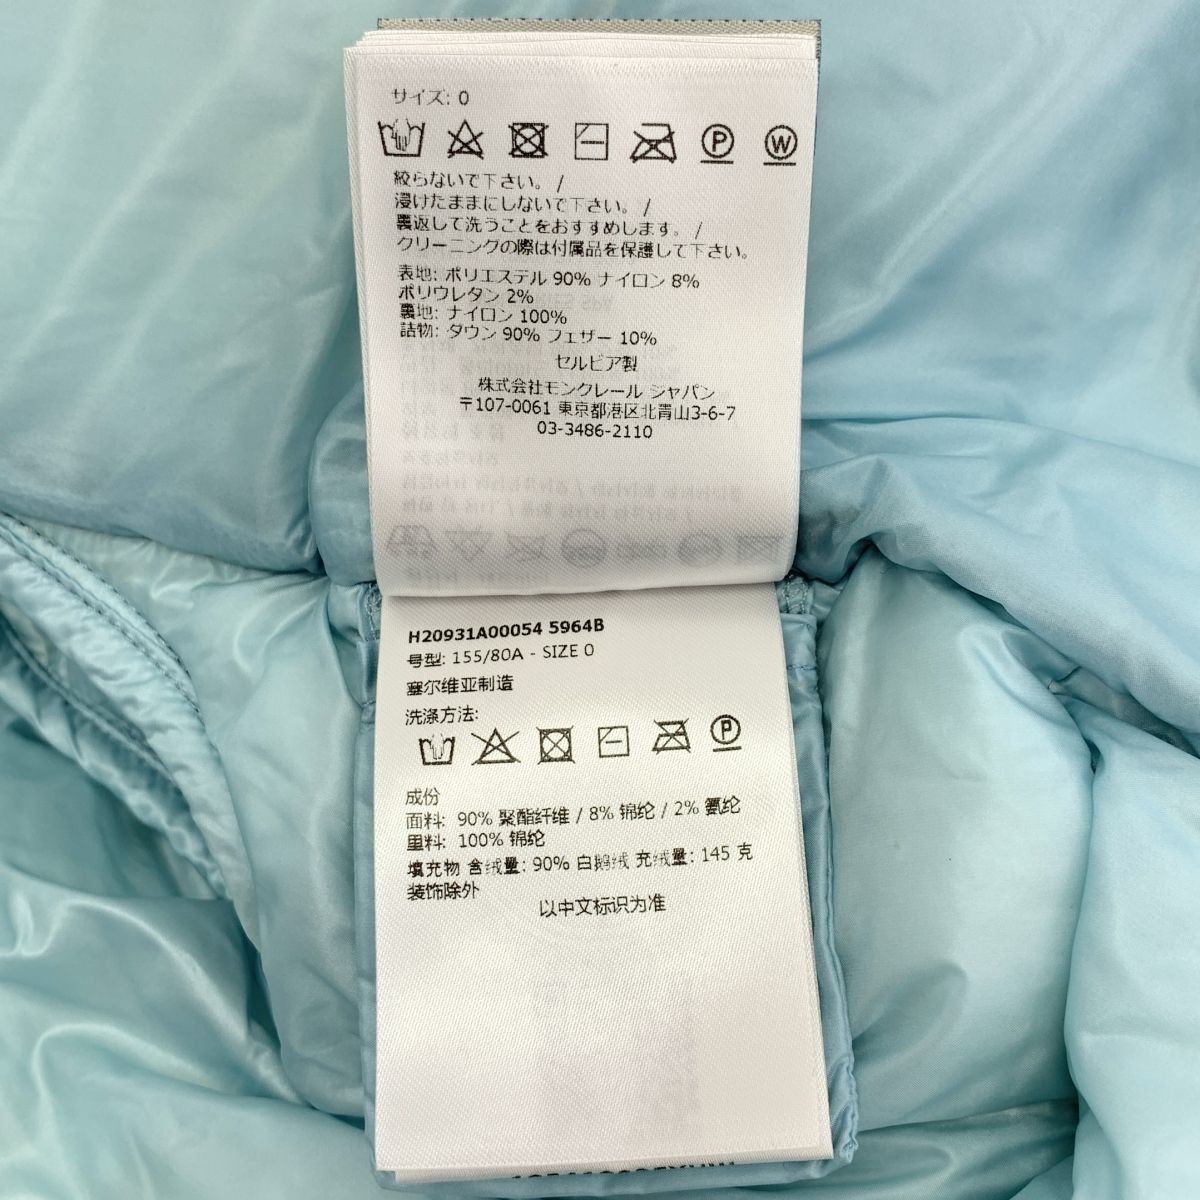 サイズ: 0
P W
絞らないで下さい。 /
浸けたままにしないで下さい。 /
裏返して洗うことをおすすめします。 /
クリーニングの際は付属品を保護して下さい。
表地: ポリエステル 90% ナイロン 8%
ポリウレタン 2%
裏地: ナイロン 100%
詰物: ダウン 90% フェザー 10%
セルビア製
株式会社モンクレール ジャパン
〒107-0061 東京都港区北青山3-6-7
03-3486-2110
H20931A00054 5964B
号型: 155/80A - SIZE 0
塞尔维亚制造
洗涤方法:
P
成份
面料: 90% 聚酯纤维 / 8% 锦纶 / 2% 氨纶
里料: 100% 锦纶
填充物 含绒量: 90% 白鹅绒 充绒量: 145 克
装饰除外
以中文标识为准